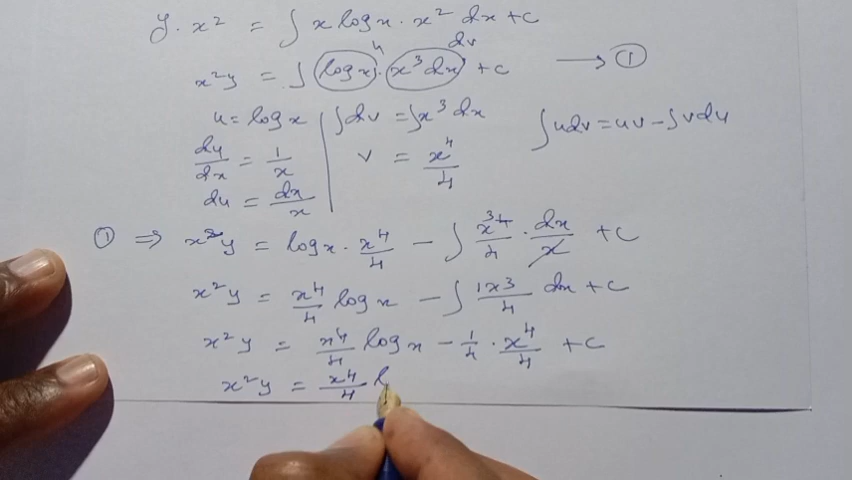 y · x² = ∫ x log x · x² dx + c
x²y = ∫ log x · x³ dx + c → ①
u dv
u = log x | ∫dv = ∫x³ dx ∫udv = uv - ∫vdu
du/dx = 1/x v = x⁴/4
du = dx/x
① ⇒ x²y = log x · x⁴/4 - ∫ x⁴/4 · dx/x + c
3
x²y = x⁴/4 log x - ∫ 1x3/4 dx + c
x²y = x⁴/4 log x - 1/4 · x⁴/4 + c
x²y = x⁴/4 l